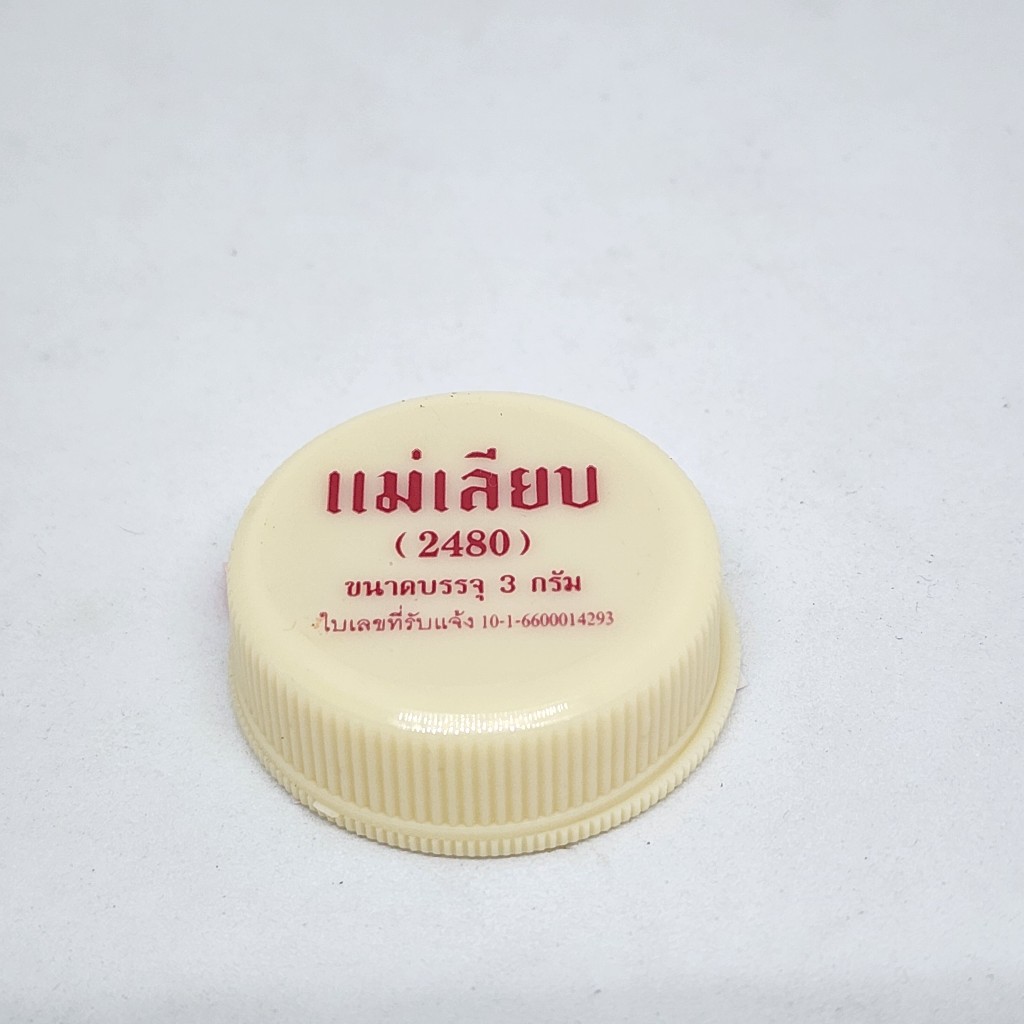 แม่เลียบ
(2480)
ขนาดบรรจุ 3 กรัม
ใบเลขที่รับแจ้ง 10-1-6600014293